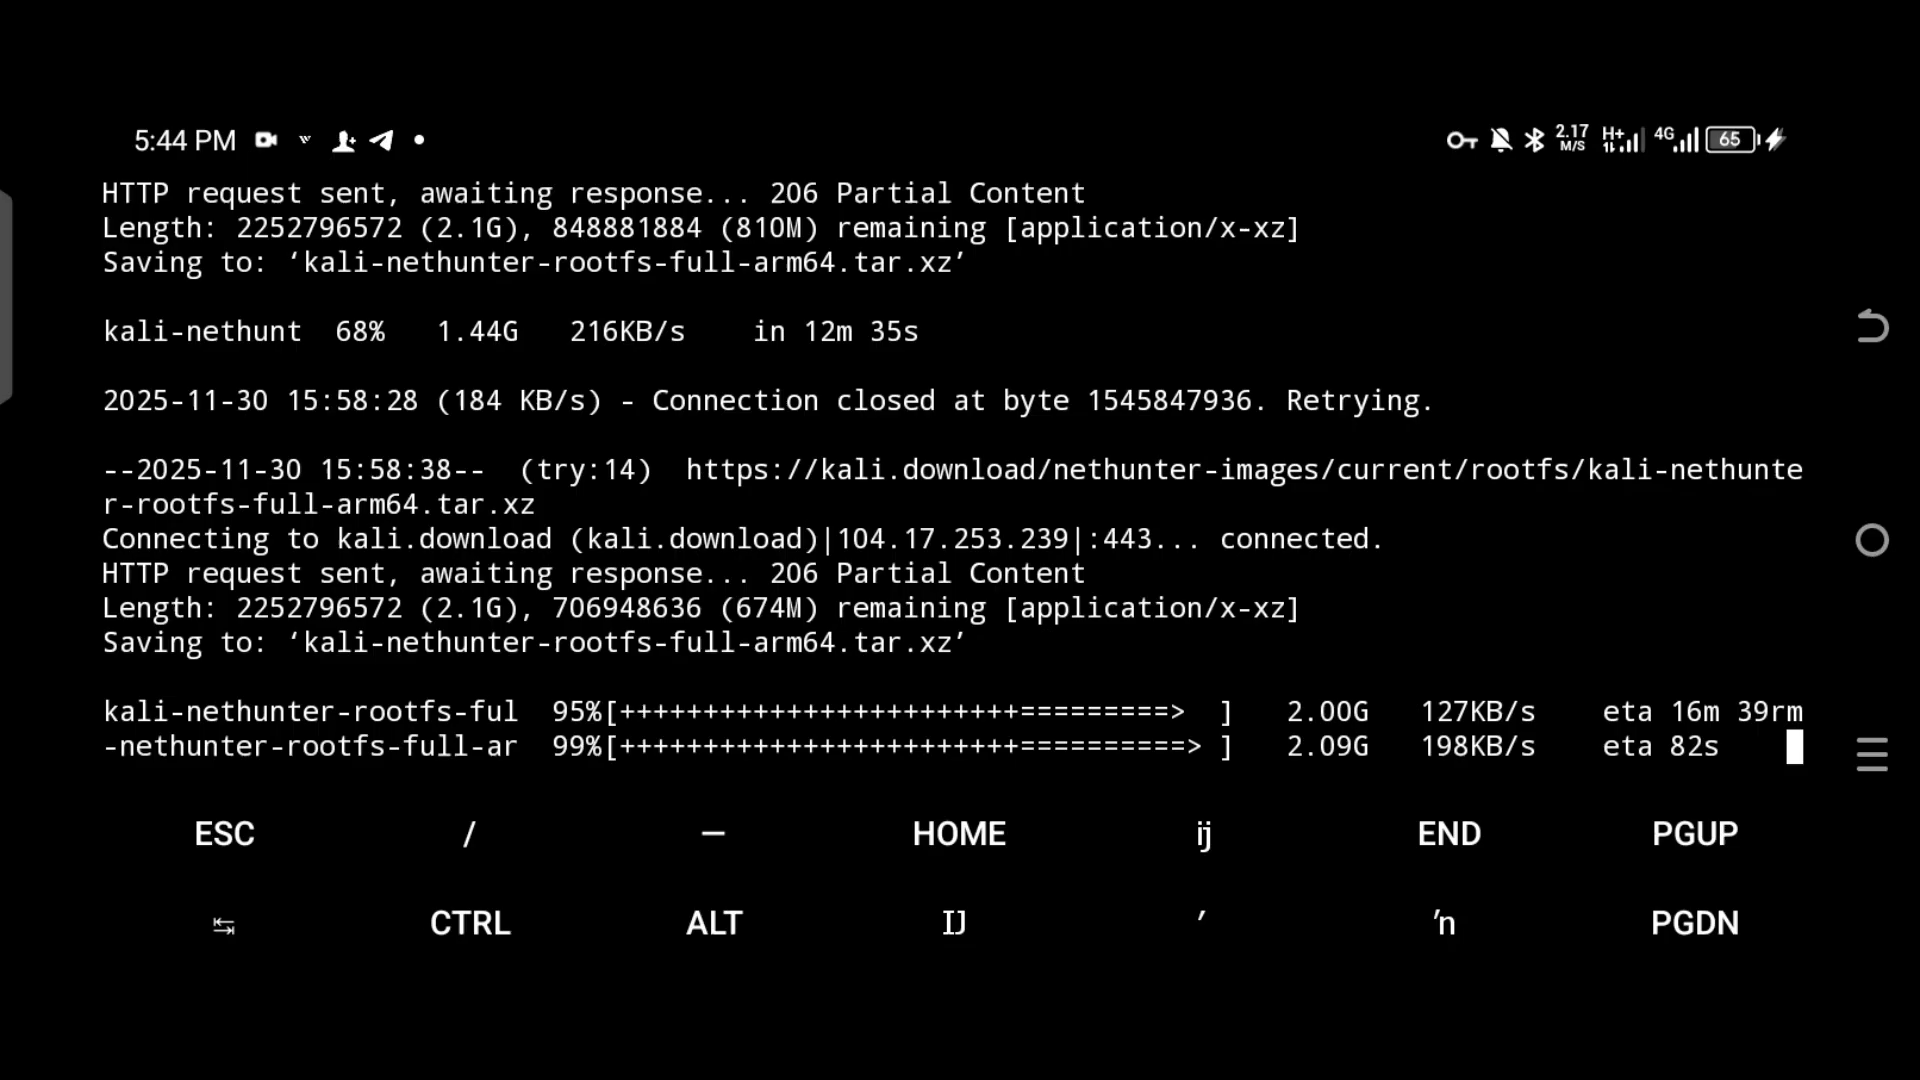 5:44 PM
2.17 M/S H+ 4G 65
HTTP request sent, awaiting response... 206 Partial Content
Length: 2252796572 (2.1G), 848881884 (810M) remaining [application/x-xz]
Saving to: ‘kali-nethunter-rootfs-full-arm64.tar.xz’
kali-nethunt 68% 1.44G 216KB/s in 12m 35s
2025-11-30 15:58:28 (184 KB/s) - Connection closed at byte 1545847936. Retrying.
--2025-11-30 15:58:38-- (try:14) https://kali.download/nethunter-images/current/rootfs/kali-nethunte
r-rootfs-full-arm64.tar.xz
Connecting to kali.download (kali.download)|104.17.253.239|:443... connected.
HTTP request sent, awaiting response... 206 Partial Content
Length: 2252796572 (2.1G), 706948636 (674M) remaining [application/x-xz]
Saving to: ‘kali-nethunter-rootfs-full-arm64.tar.xz’
kali-nethunter-rootfs-ful 95%[++++++++++++++++++++++++=========> ] 2.00G 127KB/s eta 16m 39rm
-nethunter-rootfs-full-ar 99%[++++++++++++++++++++++++==========> ] 2.09G 198KB/s eta 82s
ESC / — HOME ĳ END PGUP
↹ CTRL ALT Ĳ ′ ŉ PGDN